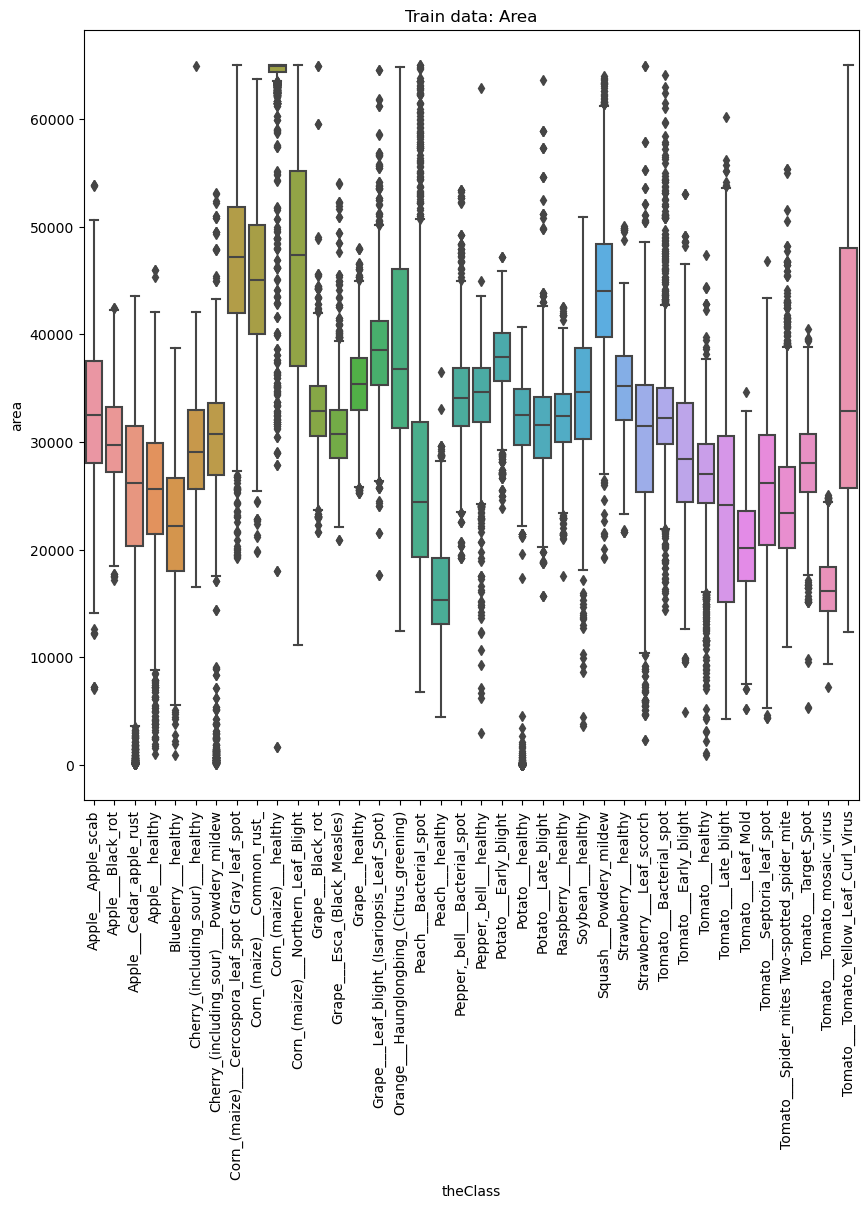 Train data: Area
area
60000
50000
40000
30000
20000
10000
0
Apple___Apple_scab
Apple___Black_rot
Apple___Cedar_apple_rust
Apple___healthy
Blueberry___healthy
Cherry_(including_sour)___healthy
Cherry_(including_sour)___Powdery_mildew
Corn_(maize)___Cercospora_leaf_spot Gray_leaf_spot
Corn_(maize)___Common_rust_
Corn_(maize)___healthy
Corn_(maize)___Northern_Leaf_Blight
Grape___Black_rot
Grape___Esca_(Black_Measles)
Grape___healthy
Grape___Leaf_blight_(Isariopsis_Leaf_Spot)
Orange___Haunglongbing_(Citrus_greening)
Peach___Bacterial_spot
Peach___healthy
Pepper,_bell___Bacterial_spot
Pepper,_bell___healthy
Potato___Early_blight
Potato___healthy
Potato___Late_blight
Raspberry___healthy
Soybean___healthy
Squash___Powdery_mildew
Strawberry___healthy
Strawberry___Leaf_scorch
Tomato___Bacterial_spot
Tomato___Early_blight
Tomato___healthy
Tomato___Late_blight
Tomato___Leaf_Mold
Tomato___Septoria_leaf_spot
Tomato___Spider_mites Two-spotted_spider_mite
Tomato___Target_Spot
Tomato___Tomato_mosaic_virus
Tomato___Tomato_Yellow_Leaf_Curl_Virus
theClass